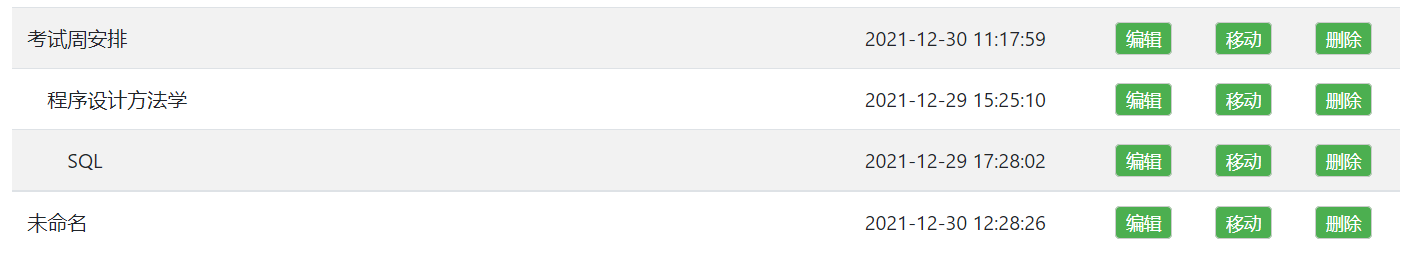 考试周安排 2021-12-30 11:17:59 编辑 移动 删除
程序设计方法学 2021-12-29 15:25:10 编辑 移动 删除
SQL 2021-12-29 17:28:02 编辑 移动 删除
未命名 2021-12-30 12:28:26 编辑 移动 删除